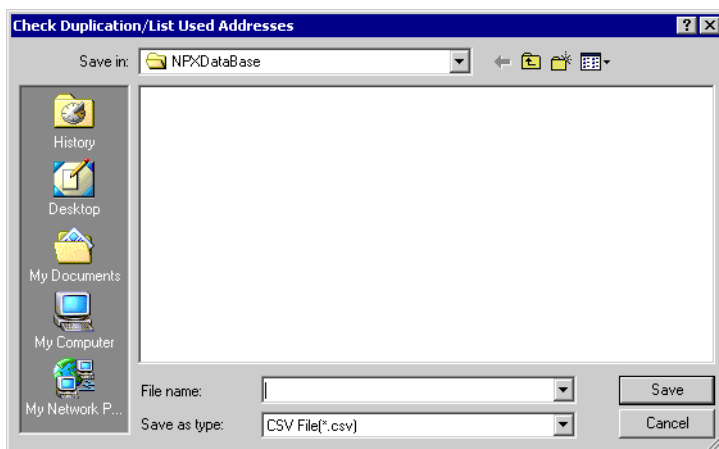 Check Duplication/List Used Addresses
Save in: NPXDataBase
History
Desktop
My Documents
My Computer
My Network P...
File name:
Save
Save as type: CSV File(*.csv)
Cancel